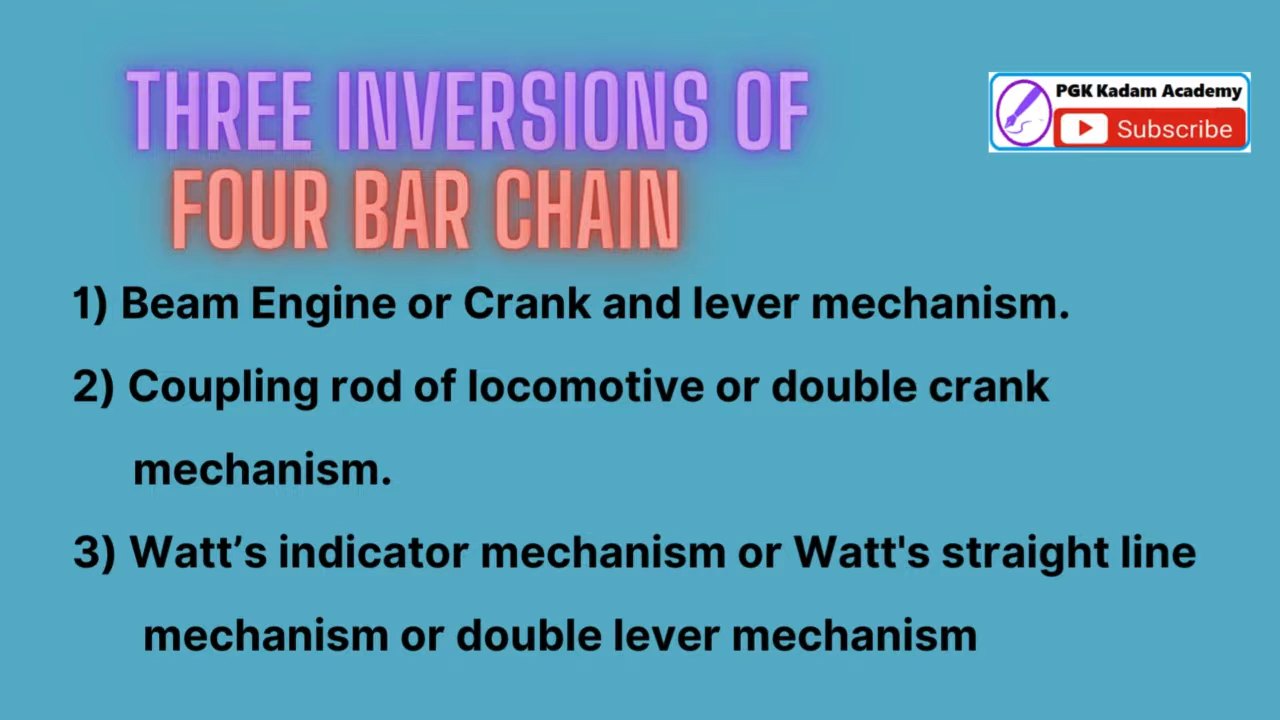 THREE INVERSIONS OF
FOUR BAR CHAIN
PGK Kadam Academy
Subscribe
1) Beam Engine or Crank and lever mechanism.
2) Coupling rod of locomotive or double crank
mechanism.
3) Watt’s indicator mechanism or Watt's straight line
mechanism or double lever mechanism